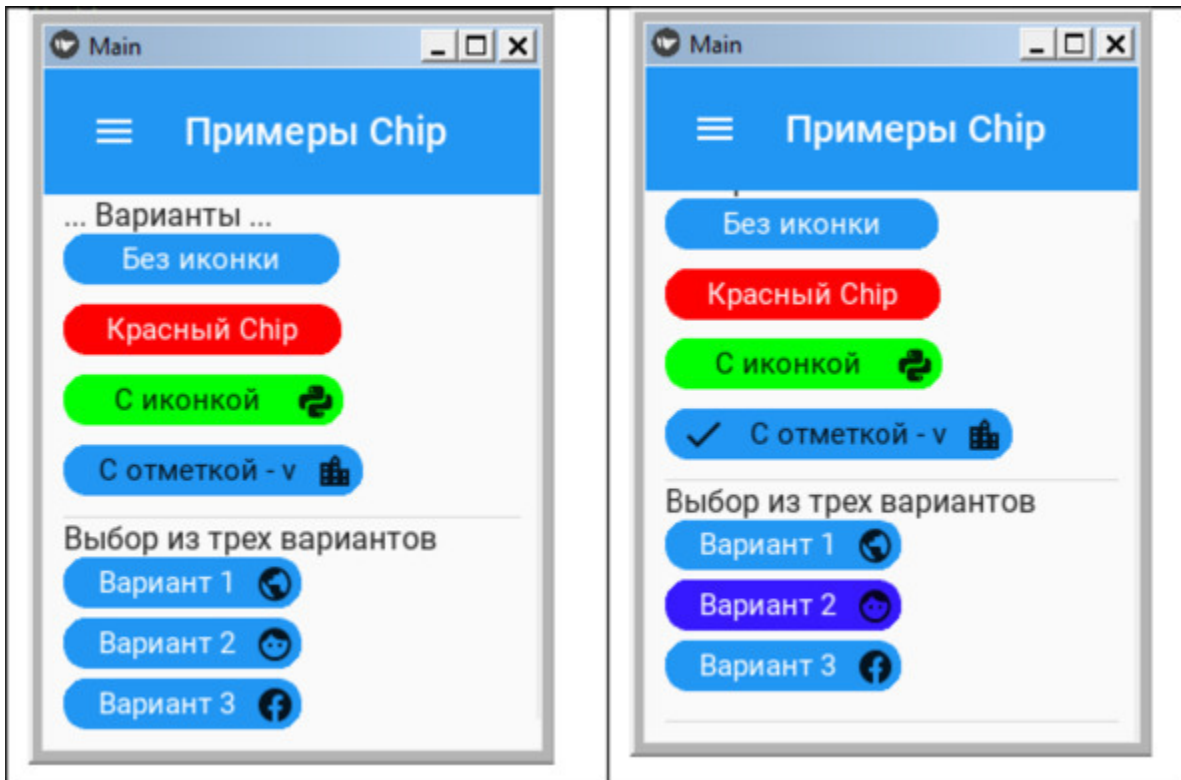 Main
Примеры Chip
... Варианты ...
Без иконки
Красный Chip
С иконкой
С отметкой - v
Выбор из трех вариантов
Вариант 1
Вариант 2
Вариант 3
Main
Примеры Chip
Без иконки
Красный Chip
С иконкой
С отметкой - v
Выбор из трех вариантов
Вариант 1
Вариант 2
Вариант 3